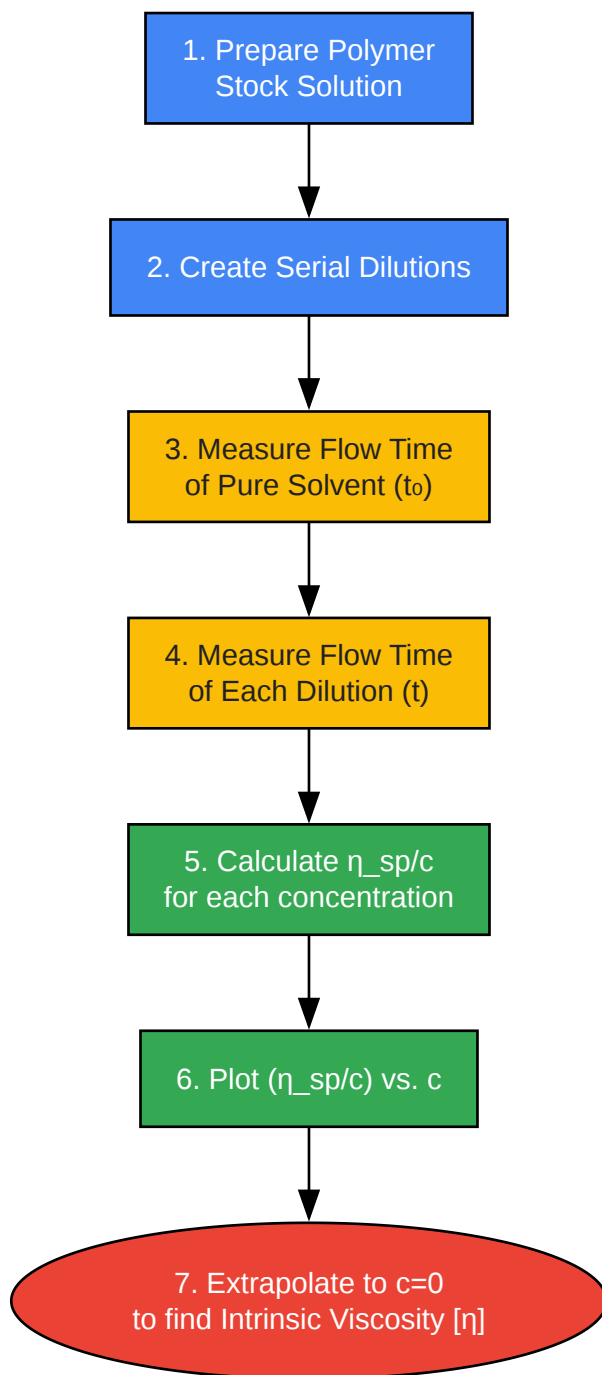 1. Prepare Polymer
Stock Solution
2. Create Serial Dilutions
3. Measure Flow Time
of Pure Solvent (t₀)
4. Measure Flow Time
of Each Dilution (t)
5. Calculate η_sp/c
for each concentration
6. Plot (η_sp/c) vs. c
7. Extrapolate to c=0
to find Intrinsic Viscosity [η]